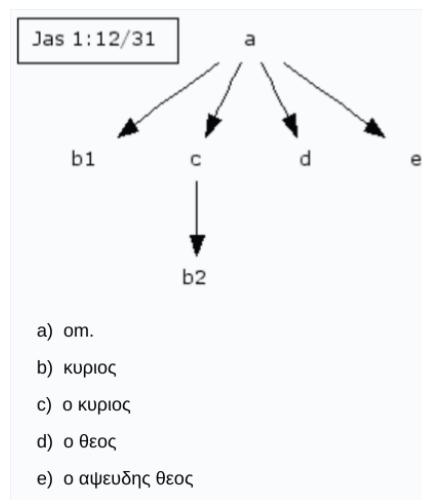 Jas 1:12/31
a
b1 c d e
b2
a) om.
b) κυριος
c) ο κυριος
d) ο θεος
e) ο αψευδης θεος